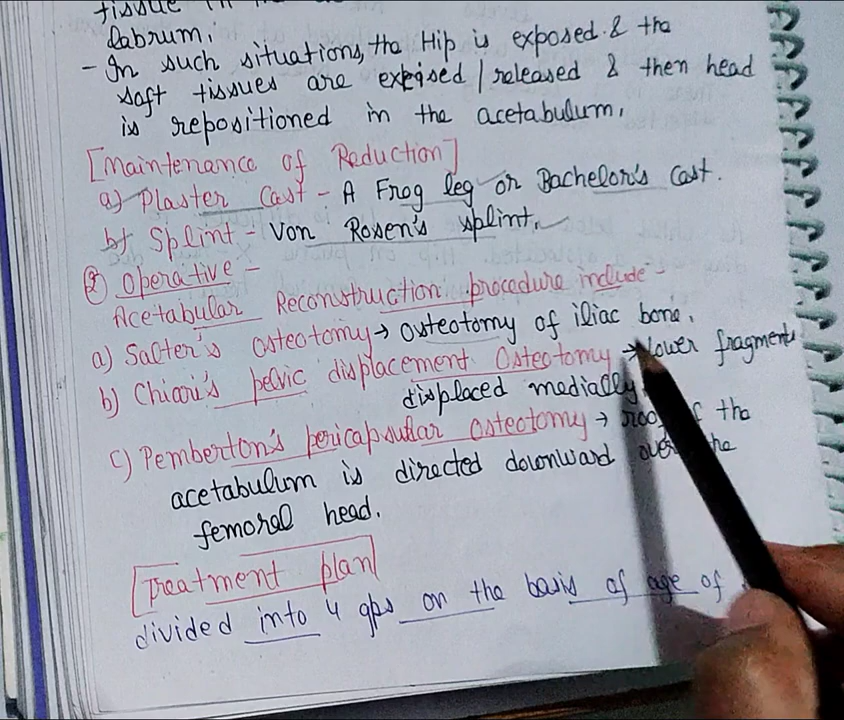 tissue in the
labrum.
- In such situations, the Hip is exposed & the
soft tissues are exised / released & then head
is repositioned in the acetabulum.
[Maintenance of Reduction]
a) Plaster Cast - A Frog leg or Bachelor's cast.
b) Splint - Von Rosen's splint.
② Operative -
Acetabular Reconstruction procedure include -
a) Salter's osteotomy → osteotomy of iliac bone.
b) Chiari's pelvic displacement Osteotomy → lower fragment
displaced medially
c) Pemberton's pericapsular osteotomy → the
acetabulum is directed downward over the
femoral head.
[Treatment plan]
divided into 4 gps on the basis of age of